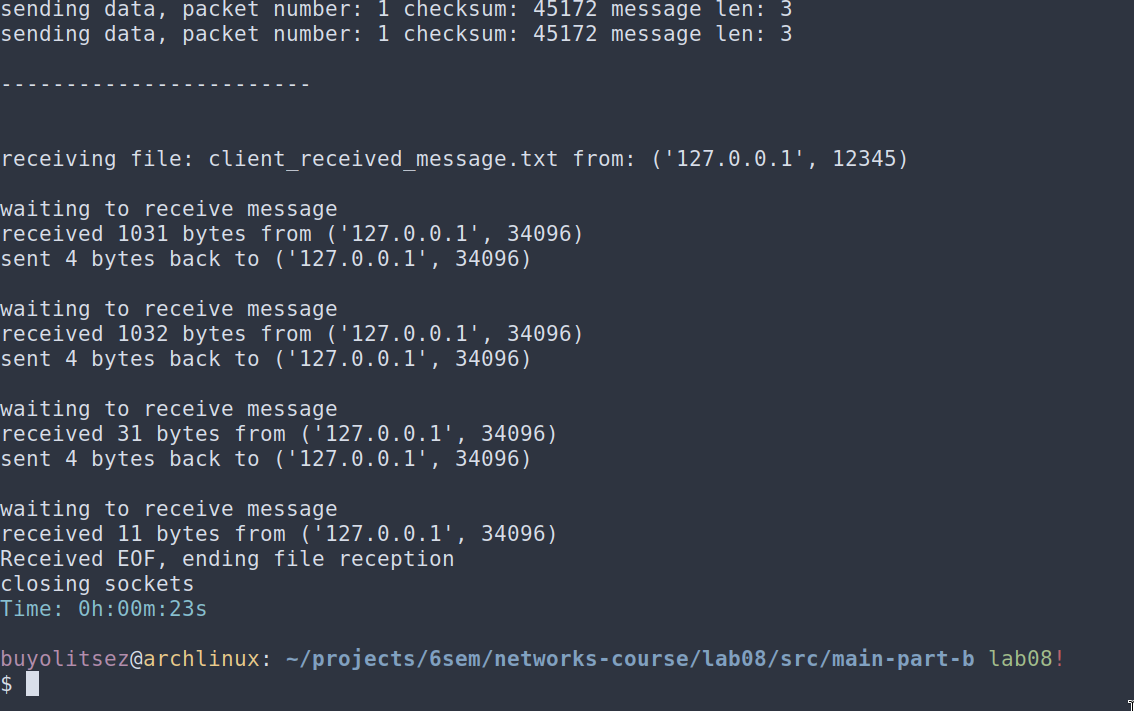 sending data, packet number: 1 checksum: 45172 message len: 3
sending data, packet number: 1 checksum: 45172 message len: 3
------------------------
receiving file: client_received_message.txt from: ('127.0.0.1', 12345)
waiting to receive message
received 1031 bytes from ('127.0.0.1', 34096)
sent 4 bytes back to ('127.0.0.1', 34096)
waiting to receive message
received 1032 bytes from ('127.0.0.1', 34096)
sent 4 bytes back to ('127.0.0.1', 34096)
waiting to receive message
received 31 bytes from ('127.0.0.1', 34096)
sent 4 bytes back to ('127.0.0.1', 34096)
waiting to receive message
received 11 bytes from ('127.0.0.1', 34096)
Received EOF, ending file reception
closing sockets
Time: 0h:00m:23s
buyolitsez@archlinux: ~/projects/6sem/networks-course/lab08/src/main-part-b lab08!
$